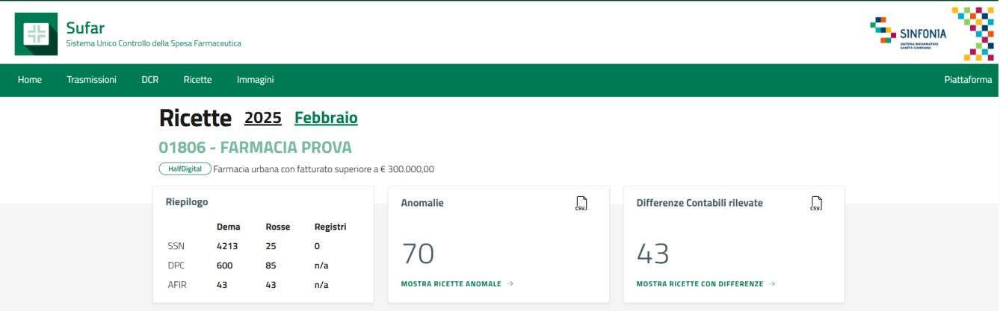 Sufar
Sistema Unico Controllo della Spesa Farmaceutica
SINFONIA
SISTEMA INFORMATIVO
SANITÀ CAMPANIA
Home Trasmissioni DCR Ricette Immagini Piattaforma
Ricette 2025 Febbraio
01806 - FARMACIA PROVA
HalfDigital Farmacia urbana con fatturato superiore a € 300.000,00
Riepilogo
Dema Rosse Registri
SSN 4213 25 0
DPC 600 85 n/a
AFIR 43 43 n/a
Anomalie
CSV
70
MOSTRA RICETTE ANOMALE →
Differenze Contabili rilevate
CSV
43
MOSTRA RICETTE CON DIFFERENZE →